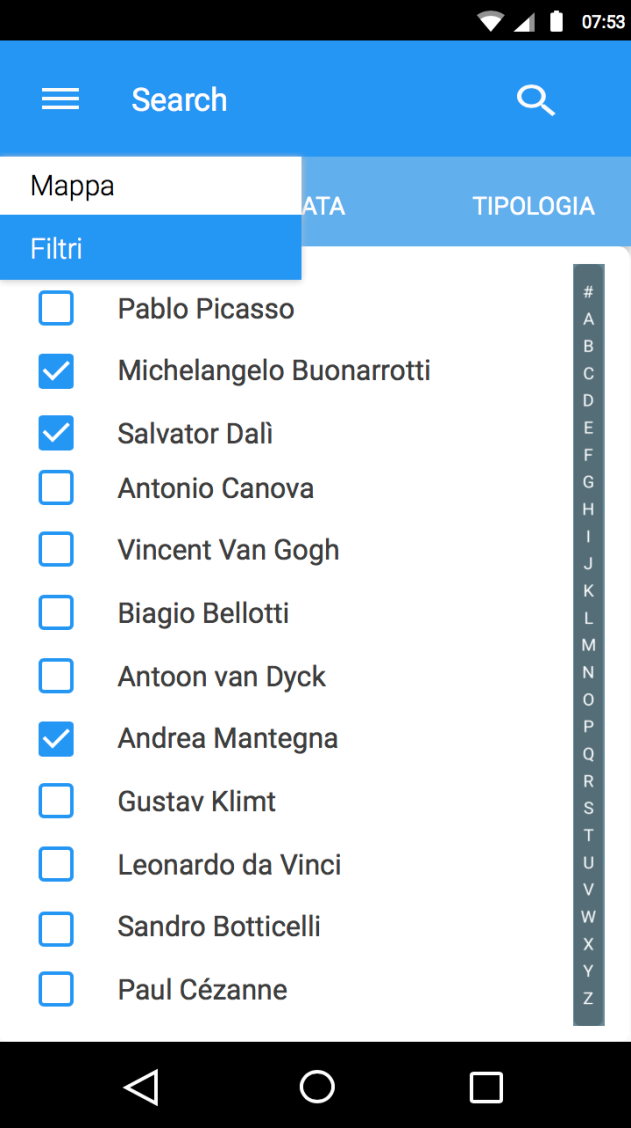 07:53
Search
Mappa
ATA
TIPOLOGIA
Filtri
Pablo Picasso
Michelangelo Buonarrotti
Salvator Dalì
Antonio Canova
Vincent Van Gogh
Biagio Bellotti
Antoon van Dyck
Andrea Mantegna
Gustav Klimt
Leonardo da Vinci
Sandro Botticelli
Paul Cézanne
#
A
B
C
D
E
F
G
H
I
J
K
L
M
N
O
P
Q
R
S
T
U
V
W
X
Y
Z